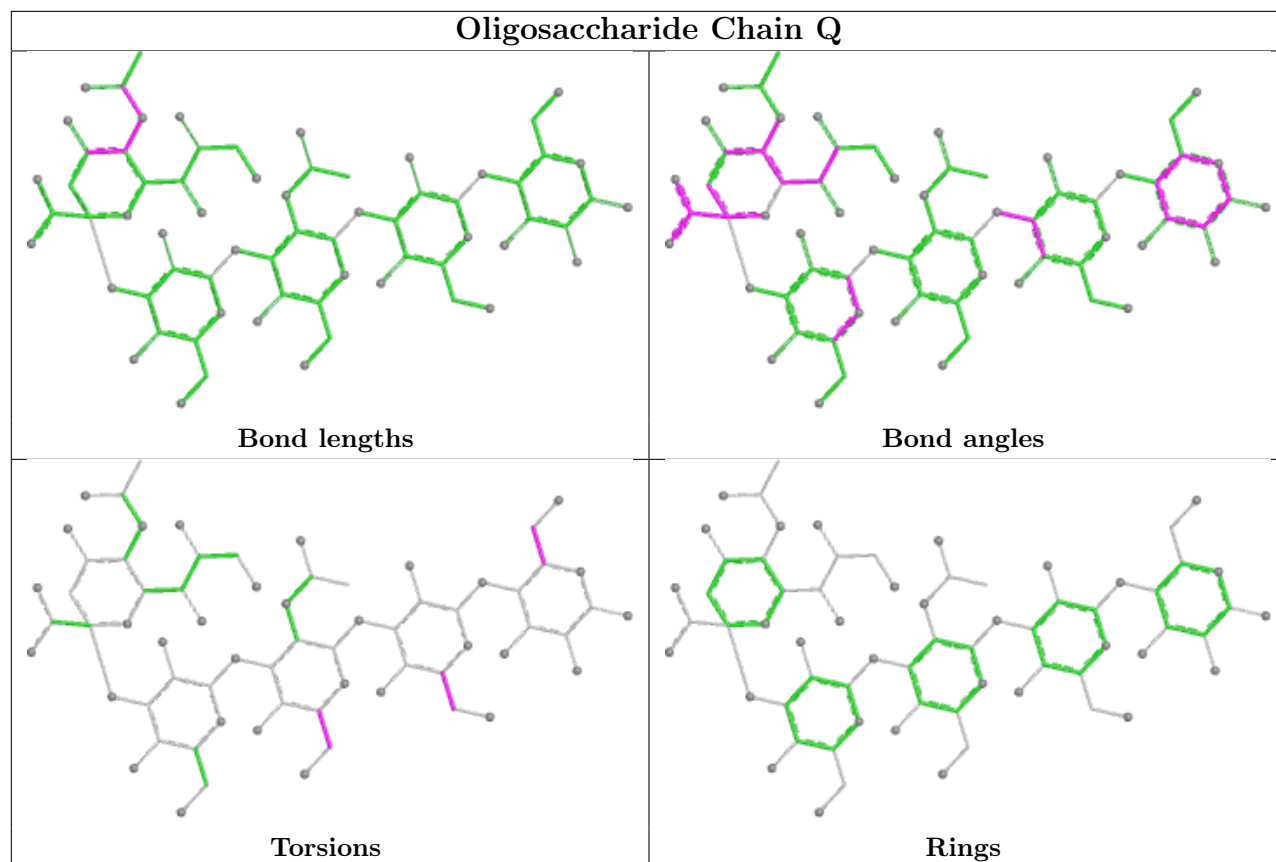 Oligosaccharide Chain Q
Bond lengths
Bond angles
Torsions
Rings